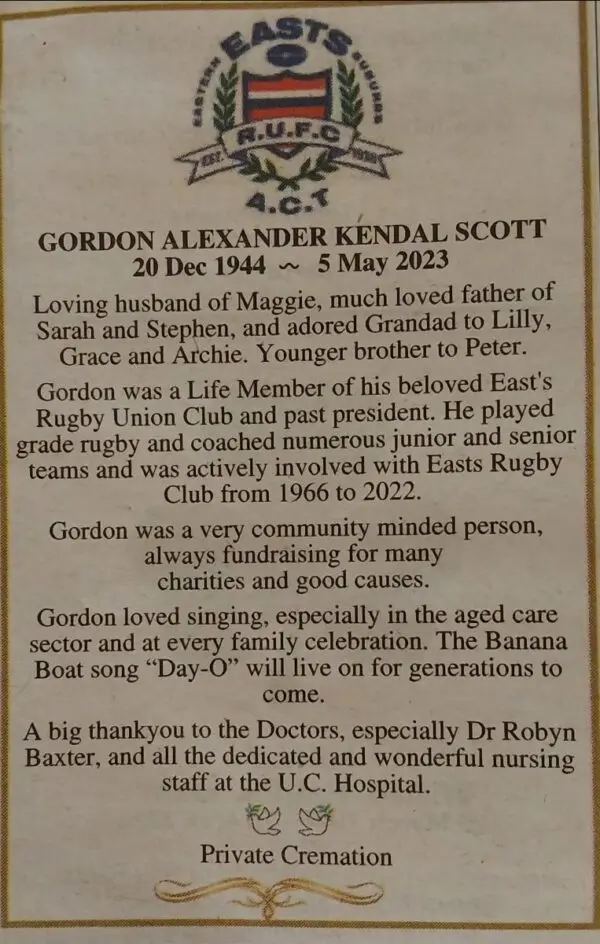 EASTS
EASTERN SUBURBS
R.U.F.C
EST. 1938
A.C.T
GORDON ALEXANDER KENDAL SCOTT
20 Dec 1944 ~ 5 May 2023
Loving husband of Maggie, much loved father of
Sarah and Stephen, and adored Grandad to Lilly,
Grace and Archie. Younger brother to Peter.
Gordon was a Life Member of his beloved East's
Rugby Union Club and past president. He played
grade rugby and coached numerous junior and senior
teams and was actively involved with Easts Rugby
Club from 1966 to 2022.
Gordon was a very community minded person,
always fundraising for many
charities and good causes.
Gordon loved singing, especially in the aged care
sector and at every family celebration. The Banana
Boat song “Day-O” will live on for generations to
come.
A big thankyou to the Doctors, especially Dr Robyn
Baxter, and all the dedicated and wonderful nursing
staff at the U.C. Hospital.
Private Cremation